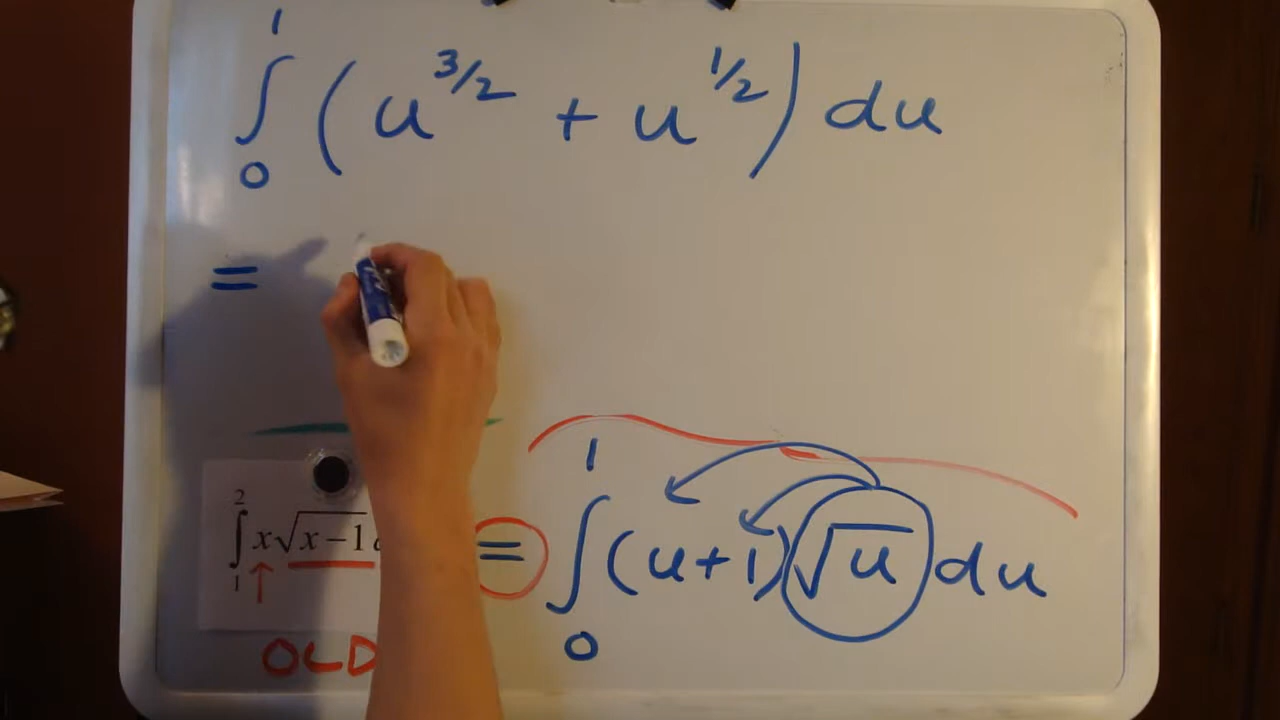 ∫₀¹ (u^{3/2} + u^{1/2}) du
=
∫₁² x√(x−1)
= ∫₀¹ (u+1)√u du
OLD